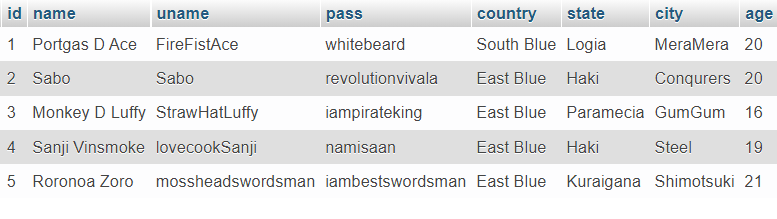 id name uname pass country state city age
1 Portgas D Ace FireFistAce whitebeard South Blue Logia MeraMera 20
2 Sabo Sabo revolutionvivala East Blue Haki Conqurers 20
3 Monkey D Luffy StrawHatLuffy iampirateking East Blue Paramecia GumGum 16
4 Sanji Vinsmoke lovecookSanji namisaan East Blue Haki Steel 19
5 Roronoa Zoro mossheadswordsman iambestswordsman East Blue Kuraigana Shimotsuki 21